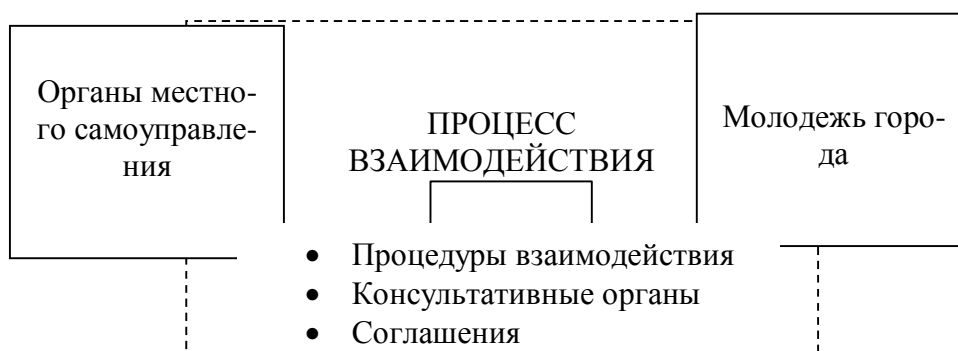 Органы местно-
го самоуправле-
ния
ПРОЦЕСС
ВЗАИМОДЕЙСТВИЯ
Молодежь горо-
да
• Процедуры взаимодействия
• Консультативные органы
• Соглашения